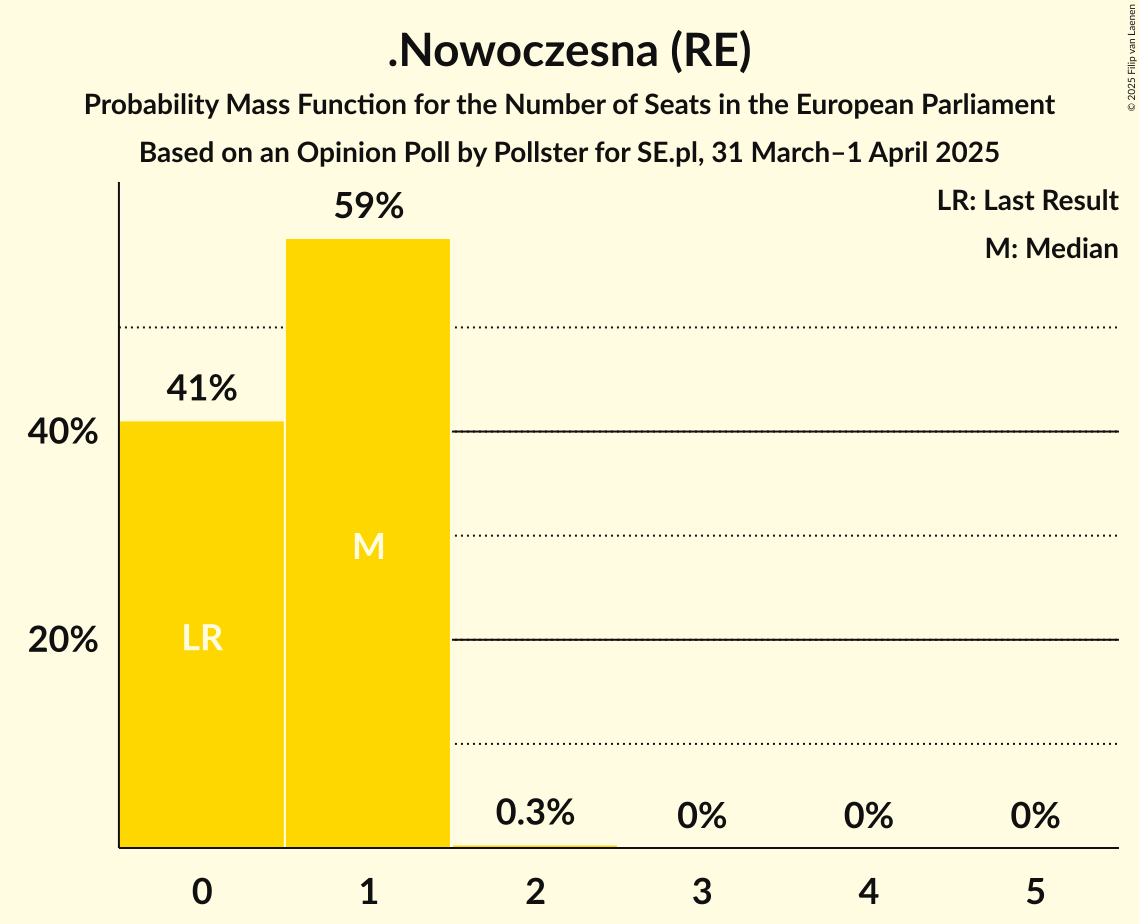 .Nowoczesna (RE)
Probability Mass Function for the Number of Seats in the European Parliament
Based on an Opinion Poll by Pollster for SE.pl, 31 March–1 April 2025
© 2025 Filip van Laenen
LR: Last Result
M: Median
59%
41%
40%
20%
M
LR
0.3%
0%
0%
0%
0 1 2 3 4 5